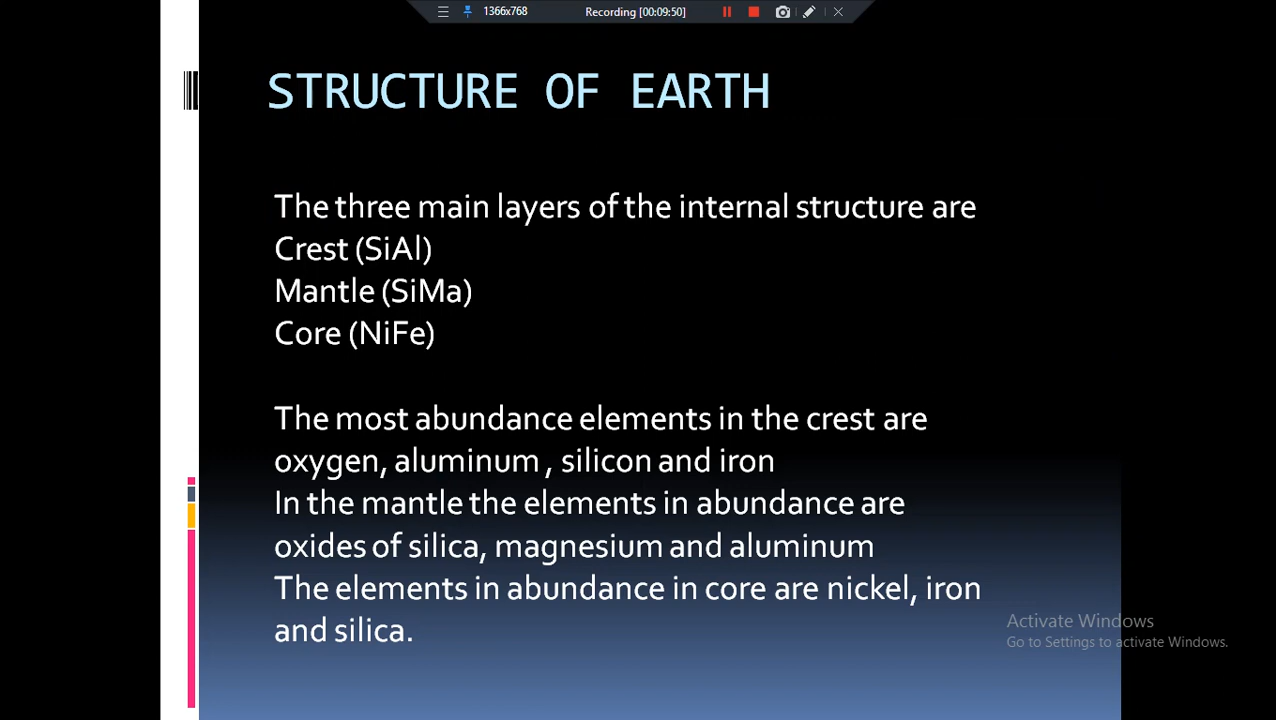 1366x768
Recording [00:09:50]
STRUCTURE OF EARTH
The three main layers of the internal structure are
Crest (SiAl)
Mantle (SiMa)
Core (NiFe)
The most abundance elements in the crest are
oxygen, aluminum , silicon and iron
In the mantle the elements in abundance are
oxides of silica, magnesium and aluminum
The elements in abundance in core are nickel, iron
and silica.
Activate Windows
Go to Settings to activate Windows.